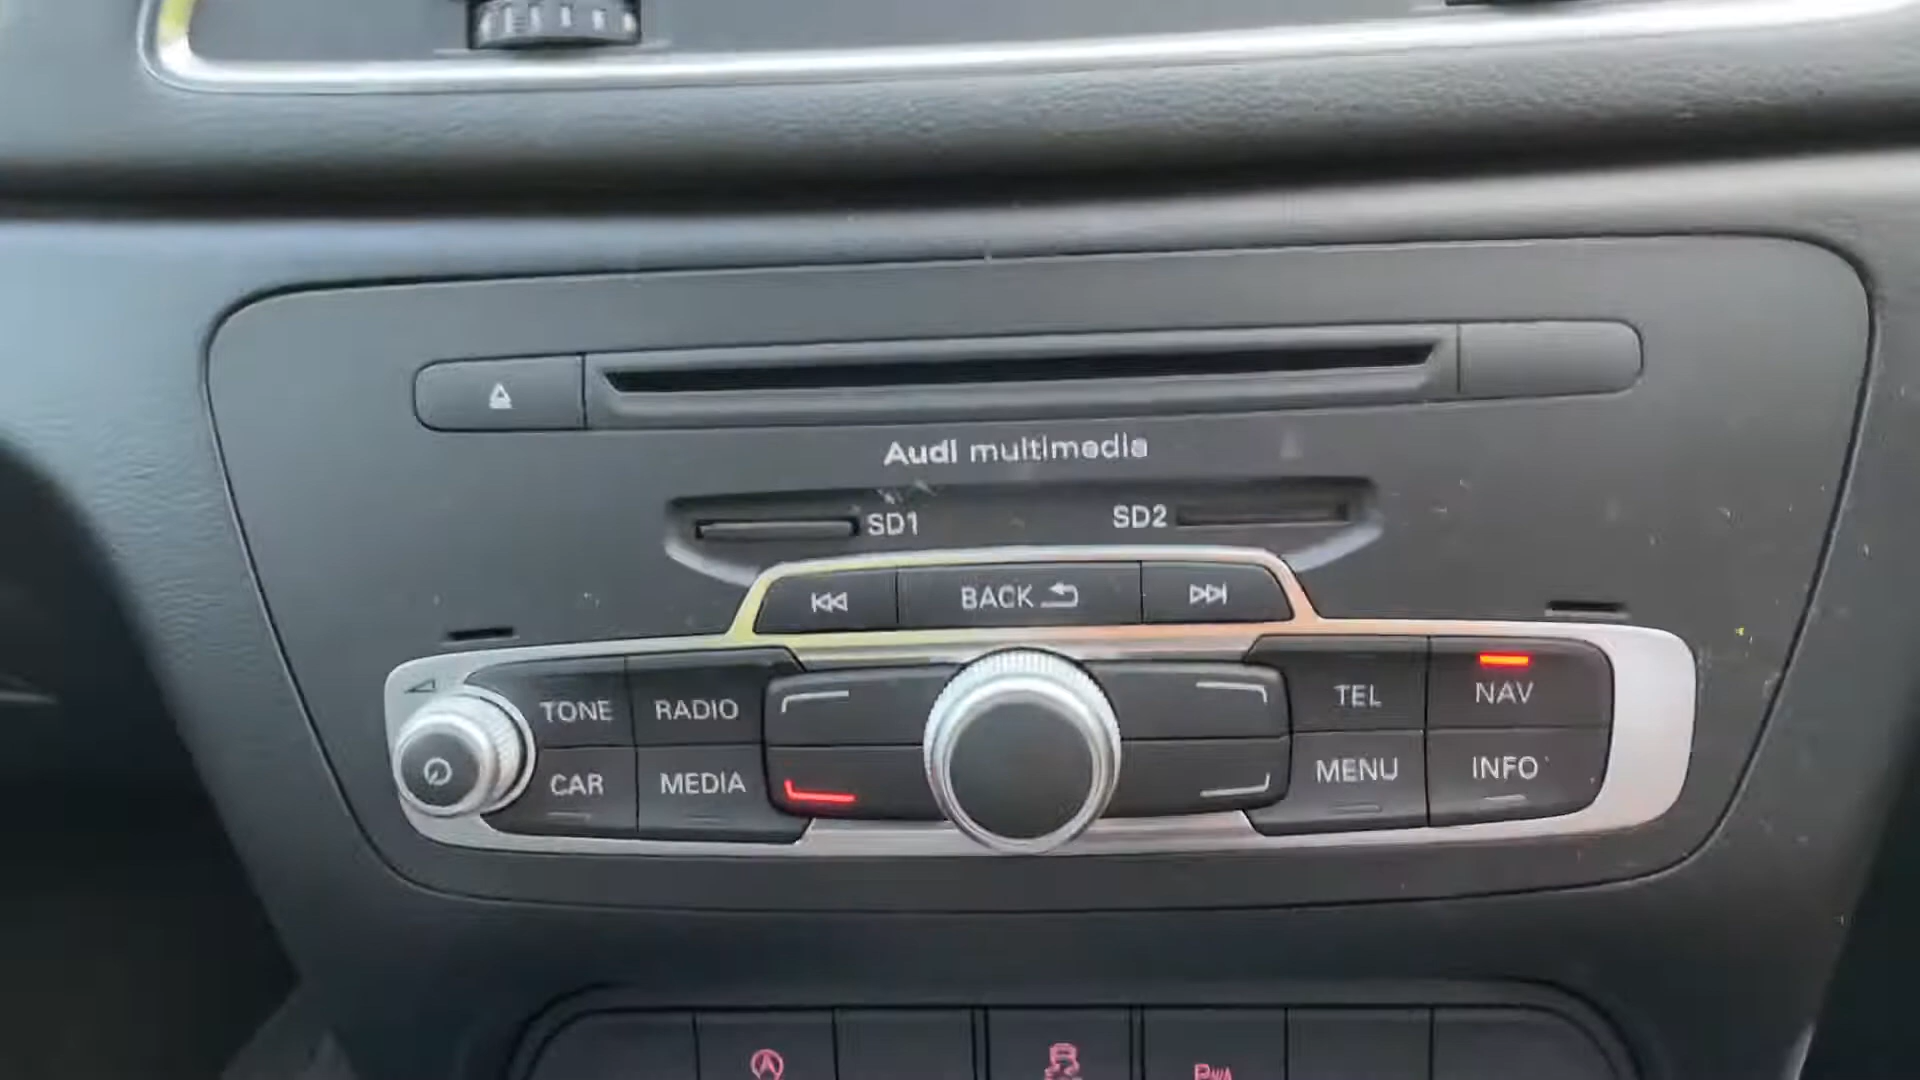 Audi multimedia
SD1 SD2
BACK
TONE RADIO TEL NAV
CAR MEDIA MENU INFO
A